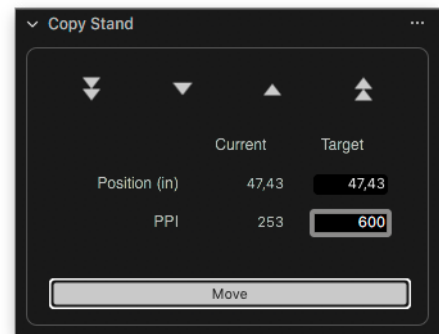 Copy Stand
Current Target
Position (in) 47,43 47,43
PPI 253 600
Move